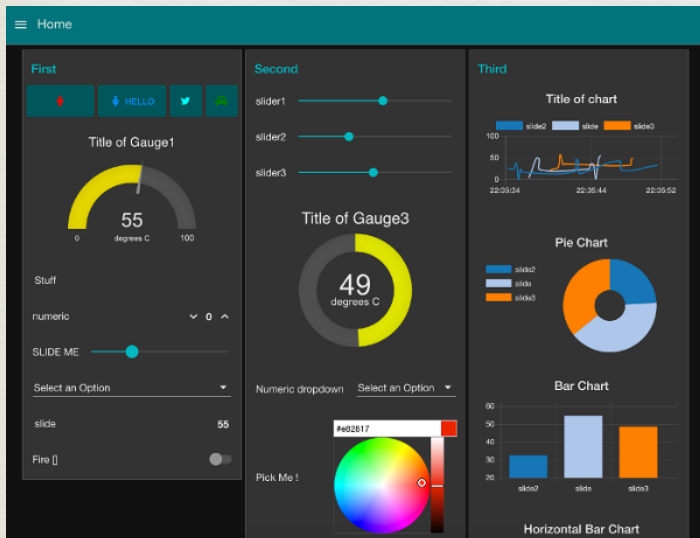 Home
First
HELLO
Title of Gauge1
55
degrees C
0
100
Stuff
numeric
0
SLIDE ME
Select an Option
slide
55
Fire []
Second
slider1
slider2
slider3
Title of Gauge3
49
degrees C
Numeric dropdown
Select an Option
#e82817
Pick Me !
Third
Title of chart
slide2 slide slide3
100
50
0
22:35:24 22:35:44 22:35:52
Pie Chart
slide2
slide
slide3
Bar Chart
60
50
40
30
20
slide2 slide slide3
Horizontal Bar Chart